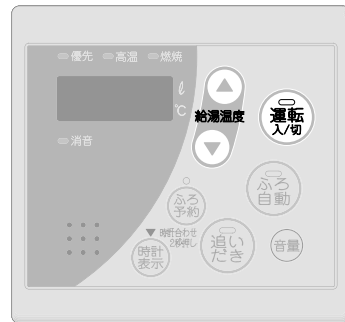 優先 高温 燃焼
ℓ
℃
給湯温度
運転
入/切
消音
ふろ
自動
ふろ
予約
▼時計合わせ
2秒押し
時計
表示
追い
だき
音量